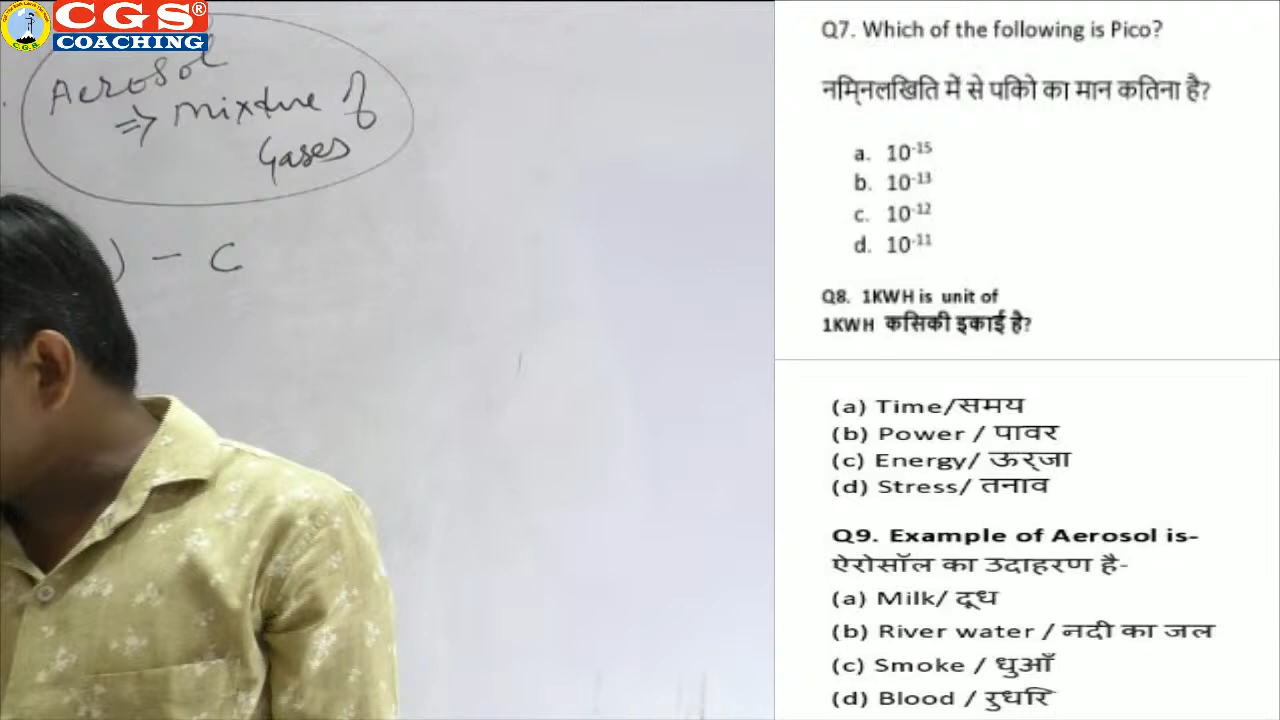 CGS®
COACHING
C.G.S
Aerosol
⇒ Mixture of
Gases
) – C
Q7. Which of the following is Pico?
नमि्नलखिति में से पकिो का मान कतिना है?
a. 10⁻¹⁵
b. 10⁻¹³
c. 10⁻¹²
d. 10⁻¹¹
Q8. 1KWH is unit of
1KWH कसिकी इकाई है?
(a) Time/समय
(b) Power / पावर
(c) Energy/ ऊर्जा
(d) Stress/ तनाव
Q9. Example of Aerosol is-
ऐरोसॉल का उदाहरण है-
(a) Milk/ दूध
(b) River water / नदी का जल
(c) Smoke / धुआँ
(d) Blood / रुधरि